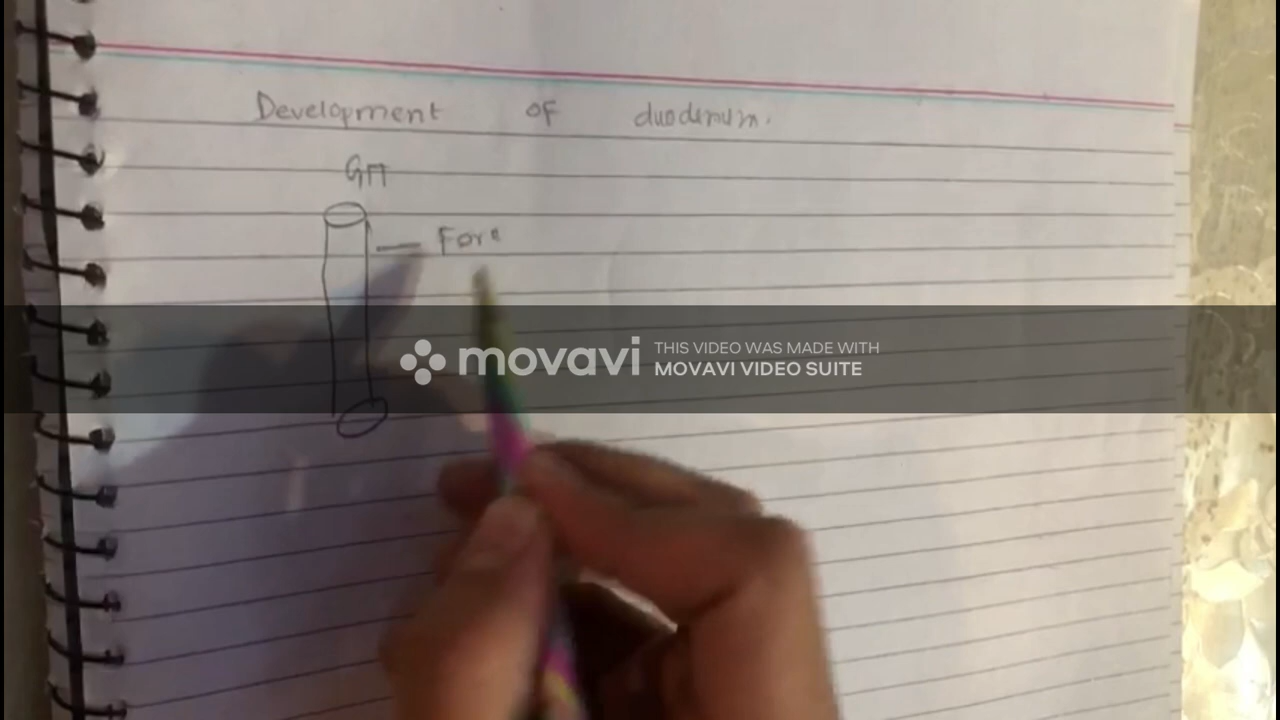 Development of duodenum.
GIT
Fore
movavi THIS VIDEO WAS MADE WITH
MOVAVI VIDEO SUITE